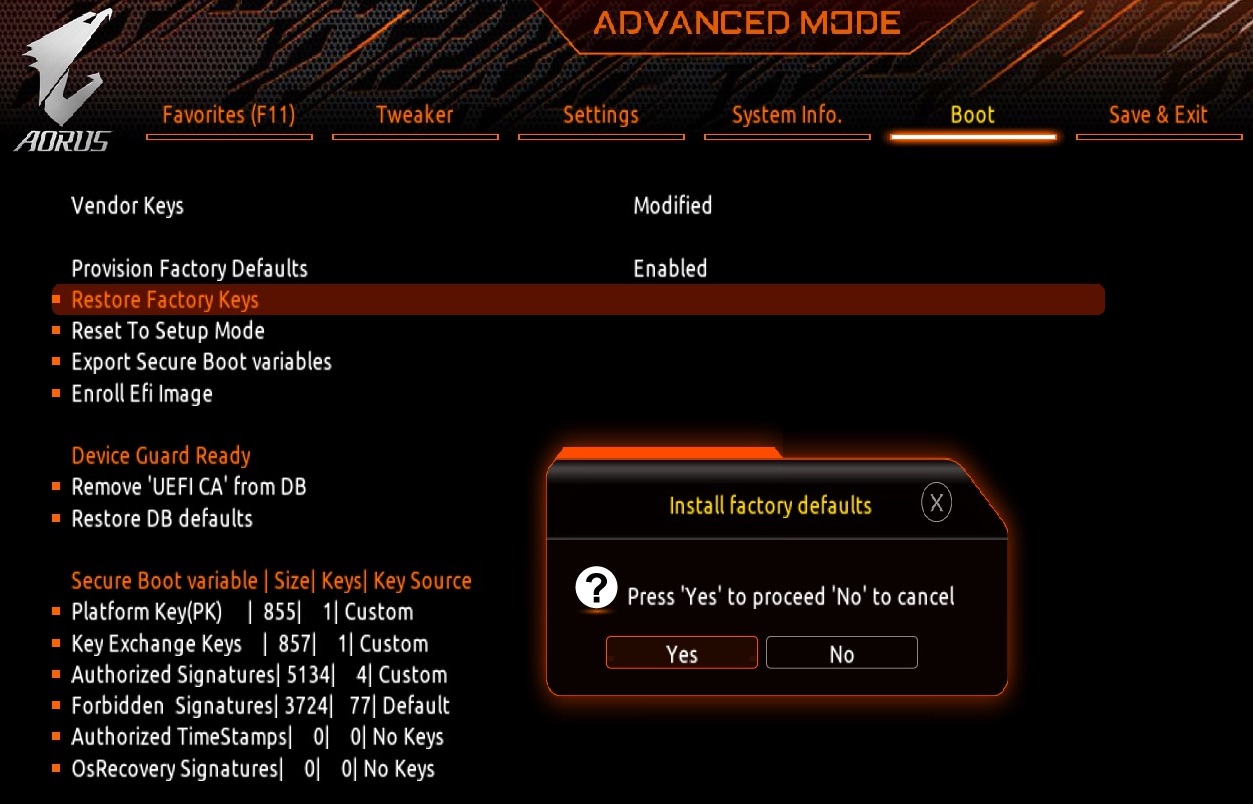 ADVANCED MODE
AORUS
Favorites (F11) Tweaker Settings System Info. Boot Save & Exit
Vendor Keys Modified
Provision Factory Defaults Enabled
Restore Factory Keys
Reset To Setup Mode
Export Secure Boot variables
Enroll Efi Image
Device Guard Ready
Remove 'UEFI CA' from DB
Restore DB defaults
Secure Boot variable | Size| Keys| Key Source
Platform Key(PK) | 855| 1| Custom
Key Exchange Keys | 857| 1| Custom
Authorized Signatures| 5134| 4| Custom
Forbidden Signatures| 3724| 77| Default
Authorized TimeStamps| 0| 0| No Keys
OsRecovery Signatures| 0| 0| No Keys
Install factory defaults X
? Press 'Yes' to proceed 'No' to cancel
Yes No